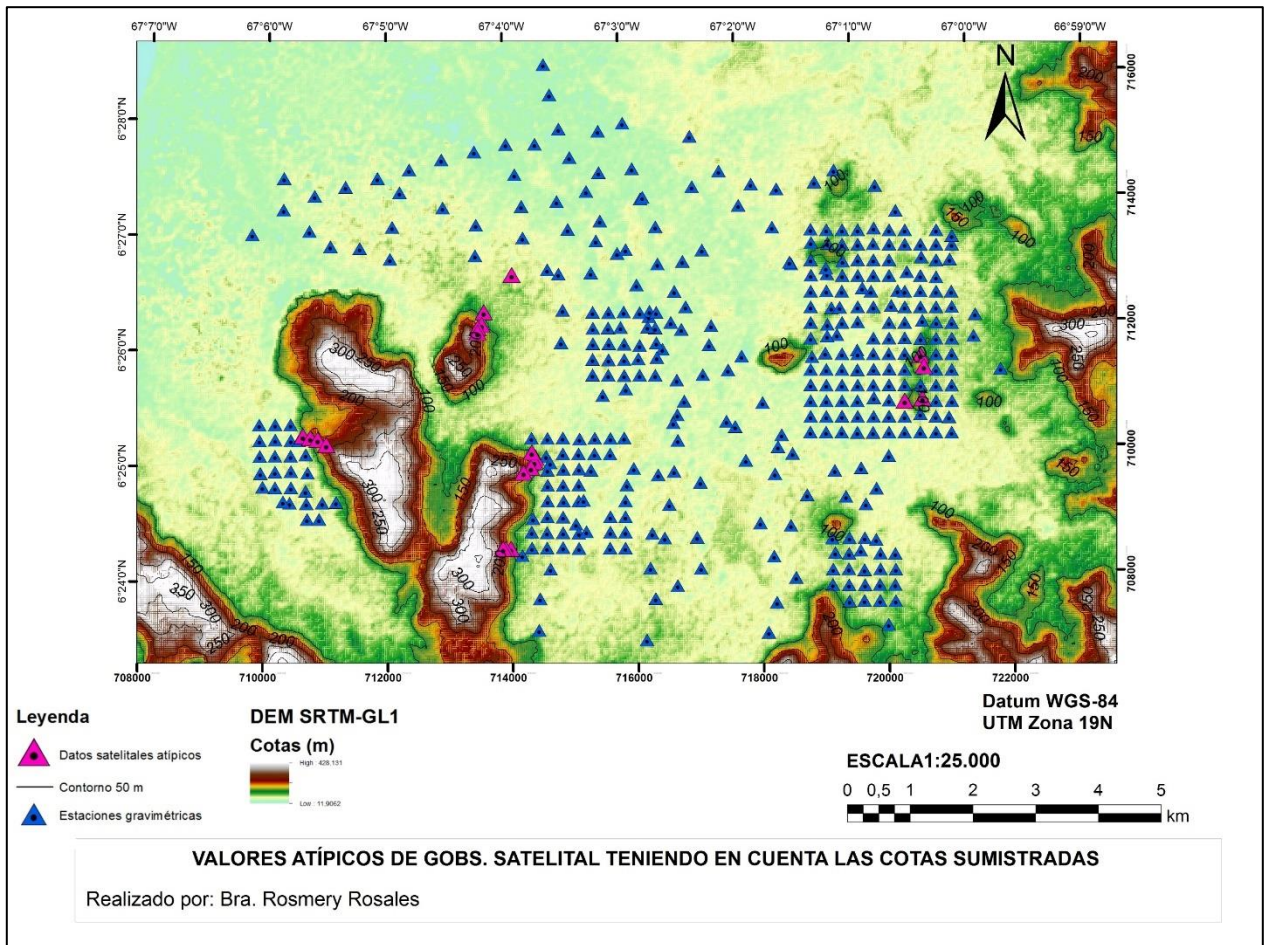 67°7'0"W 67°6'0"W 67°5'0"W 67°4'0"W 67°3'0"W 67°2'0"W 67°1'0"W 67°0'0"W 66°59'0"W
N
6°28'0"N
6°27'0"N
6°26'0"N
6°25'0"N
6°24'0"N
716000
714000
712000
710000
708000
200
150
100
100
150
100
100
200
300
200
250
100
100
150
100
150
100
200
150
350
250
200
300
250
200
100
300
250
250
100
150
100
250
150
300
300
200
150
350
300
250
200
200
708000 710000 712000 714000 716000 718000 720000 722000
Leyenda
Datos satelitales atípicos
Contorno 50 m
Estaciones gravimétricas
DEM SRTM-GL1
Cotas (m)
High : 428.131
Low : 11,9062
Datum WGS-84
UTM Zona 19N
ESCALA1:25.000
0 0,5 1 2 3 4 5
km
VALORES ATÍPICOS DE GOBS. SATELITAL TENIENDO EN CUENTA LAS COTAS SUMISTRADAS
Realizado por: Bra. Rosmery Rosales